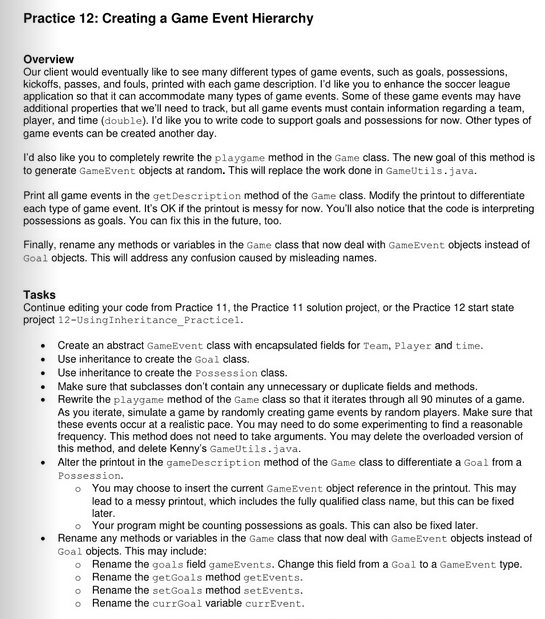 Practice 12: Creating a Game Event Hierarchy
Overview
Our client would eventually like to see many different types of game events, such as goals, possessions,
kickoffs, passes, and fouls, printed with each game description. I'd like you to enhance the soccer league
application so that it can accommodate many types of game events. Some of these game events may have
additional properties that we'll need to track, but all game events must contain information regarding a team,
player, and time (double). I'd like you to write code to support goals and possessions for now. Other types of
game events can be created another day.
I'd also like you to completely rewrite the playgame method in the Game class. The new goal of this method is
to generate GameEvent objects at random. This will replace the work done in GameUtils.java.
Print all game events in the getDescription method of the Game class. Modify the printout to differentiate
each type of game event. It's OK if the printout is messy for now. You'll also notice that the code is interpreting
possessions as goals. You can fix this in the future, too.
Finally, rename any methods or variables in the Game class that now deal with GameEvent objects instead of
Goal objects. This will address any confusion caused by misleading names.
Tasks
Continue editing your code from Practice 11, the Practice 11 solution project, or the Practice 12 start state
project 12-UsingInheritance_Practice1.
• Create an abstract GameEvent class with encapsulated fields for Team, Player and time.
• Use inheritance to create the Goal class.
• Use inheritance to create the Possession class.
• Make sure that subclasses don't contain any unnecessary or duplicate fields and methods.
• Rewrite the playgame method of the Game class so that it iterates through all 90 minutes of a game.
As you iterate, simulate a game by randomly creating game events by random players. Make sure that
these events occur at a realistic pace. You may need to do some experimenting to find a reasonable
frequency. This method does not need to take arguments. You may delete the overloaded version of
this method, and delete Kenny's GameUtils.java.
• Alter the printout in the gameDescription method of the Game class to differentiate a Goal from a
Possession.
o You may choose to insert the current GameEvent object reference in the printout. This may
lead to a messy printout, which includes the fully qualified class name, but this can be fixed
later.
o Your program might be counting possessions as goals. This can also be fixed later.
• Rename any methods or variables in the Game class that now deal with GameEvent objects instead of
Goal objects. This may include:
o Rename the goals field gameEvents. Change this field from a Goal to a GameEvent type.
o Rename the getGoals method getEvents.
o Rename the setGoals method setEvents.
o Rename the currGoal variable currEvent.